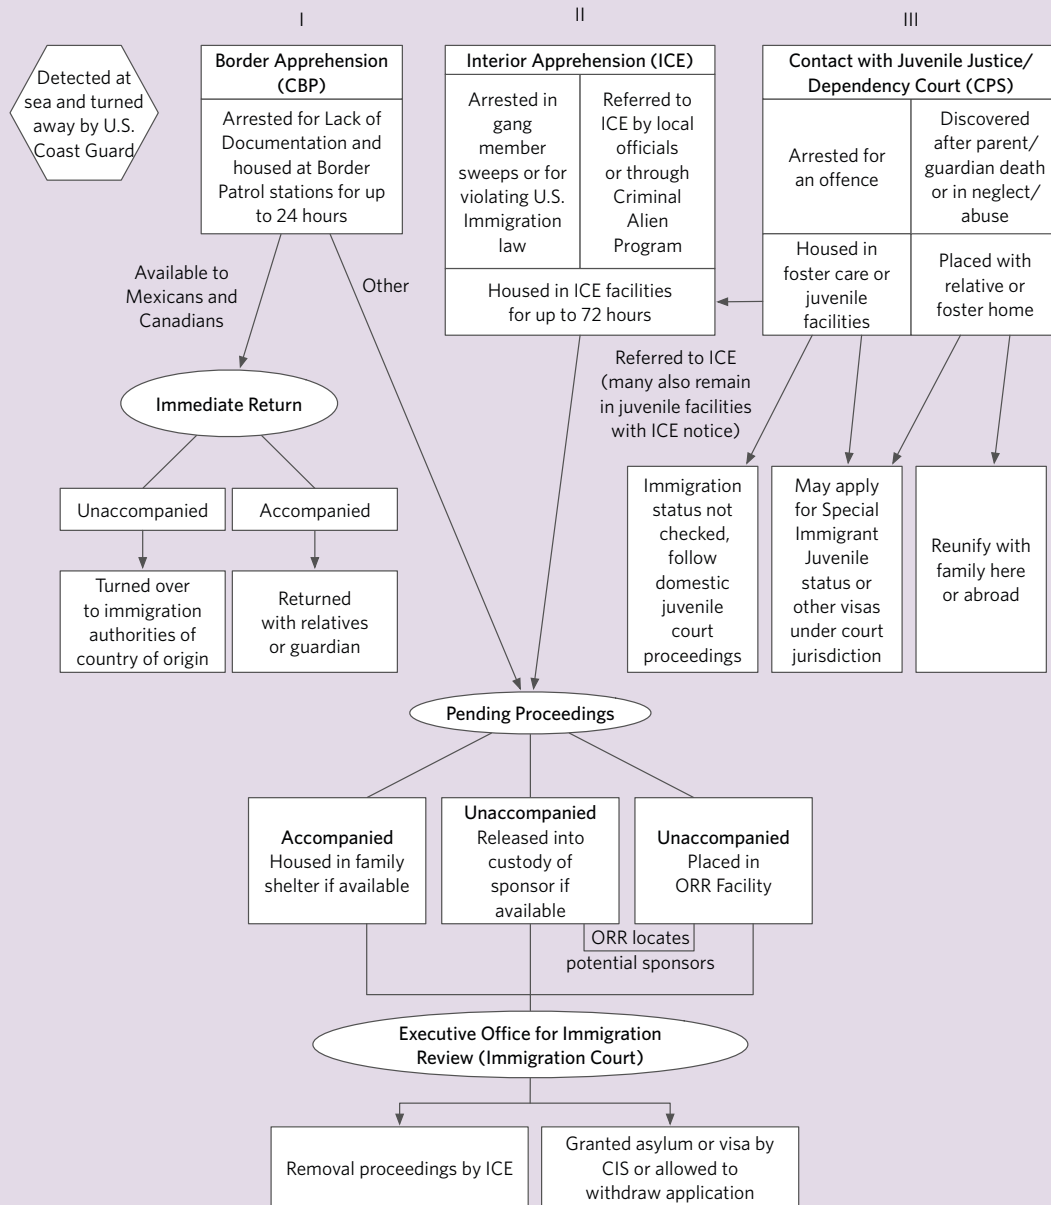 I
II
III
Detected at
sea and turned
away by U.S.
Coast Guard
Border Apprehension
(CBP)
Arrested for Lack of
Documentation and
housed at Border
Patrol stations for up
to 24 hours
Interior Apprehension (ICE)
Arrested in
gang
member
sweeps or for
violating U.S.
Immigration
law
Referred to
ICE by local
officials
or through
Criminal
Alien
Program
Housed in ICE facilities
for up to 72 hours
Contact with Juvenile Justice/
Dependency Court (CPS)
Arrested for
an offence
Discovered
after parent/
guardian death
or in neglect/
abuse
Housed in
foster care or
juvenile
facilities
Placed with
relative or
foster home
Available to
Mexicans and
Canadians
Other
Referred to ICE
(many also remain
in juvenile facilities
with ICE notice)
Immediate Return
Unaccompanied
Accompanied
Turned over
to immigration
authorities of
country of origin
Returned
with relatives
or guardian
Immigration
status not
checked,
follow
domestic
juvenile
court
proceedings
May apply
for Special
Immigrant
Juvenile
status or
other visas
under court
jurisdiction
Reunify with
family here
or abroad
Pending Proceedings
Accompanied
Housed in family
shelter if available
Unaccompanied
Released into
custody of
sponsor if
available
Unaccompanied
Placed in
ORR Facility
ORR locates
potential sponsors
Executive Office for Immigration
Review (Immigration Court)
Removal proceedings by ICE
Granted asylum or visa by
CIS or allowed to
withdraw application